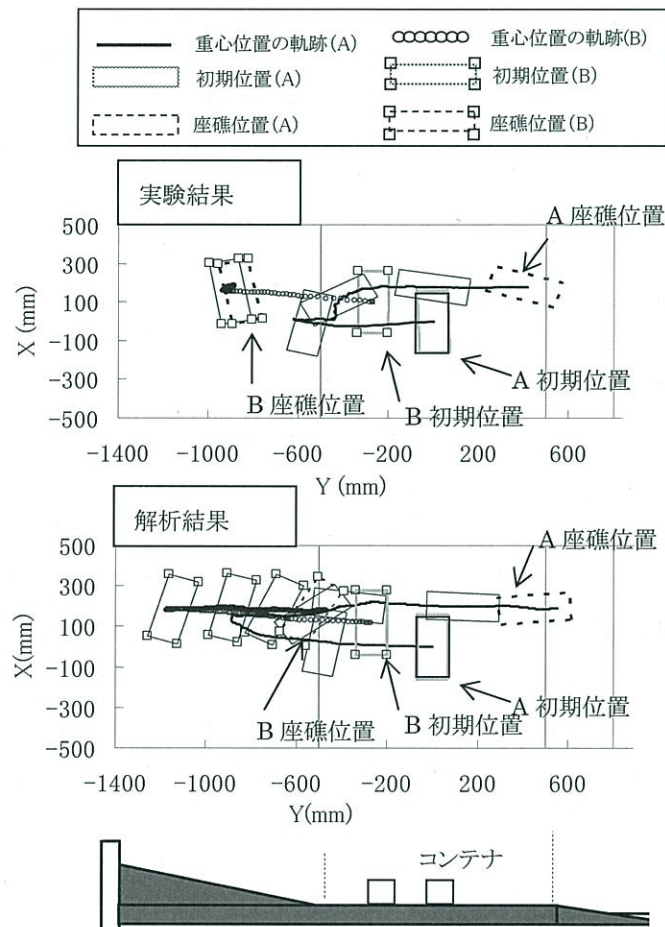 重心位置の軌跡(A)
重心位置の軌跡(B)
初期位置(A)
初期位置(B)
座礁位置(A)
座礁位置(B)
実験結果
500
300
100
-100
-300
-500
X (mm)
A 座礁位置
B 座礁位置
B 初期位置
A 初期位置
-1400 -1000 -600 -200 200 600
Y (mm)
解析結果
500
300
100
-100
-300
-500
X(mm)
A 座礁位置
B 座礁位置
B 初期位置
A 初期位置
-1400 -1000 -600 -200 200 600
Y(mm)
コンテナ